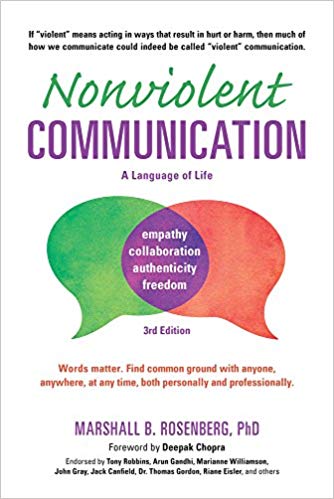 If "violent" means acting in ways that result in hurt or harm, then much of
how we communicate could indeed be called "violent" communication.
Nonviolent
COMMUNICATION
A Language of Life
empathy
collaboration
authenticity
freedom
3rd Edition
Words matter. Find common ground with anyone,
anywhere, at any time, both personally and professionally.
MARSHALL B. ROSENBERG, PhD
Foreword by Deepak Chopra
Endorsed by Tony Robbins, Arun Gandhi, Marianne Williamson,
John Gray, Jack Canfield, Dr. Thomas Gordon, Riane Eisler, and others